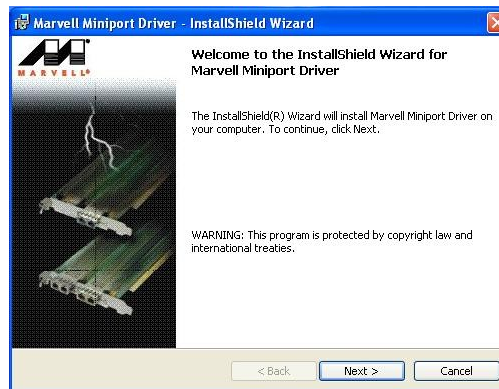 Marvell Miniport Driver - InstallShield Wizard
MARVELL®
Welcome to the InstallShield Wizard for
Marvell Miniport Driver
The InstallShield(R) Wizard will install Marvell Miniport Driver on
your computer. To continue, click Next.
WARNING: This program is protected by copyright law and
international treaties.
< Back
Next >
Cancel